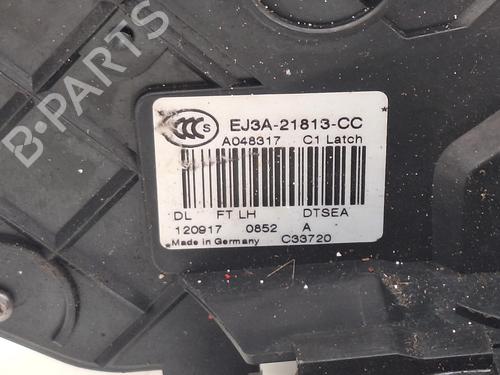 B-PARTS
S EJ3A-21813-CC
A048317 C1 Latch
DL FT LH DTSEA
120917 0852 A
Made in Germany C33720